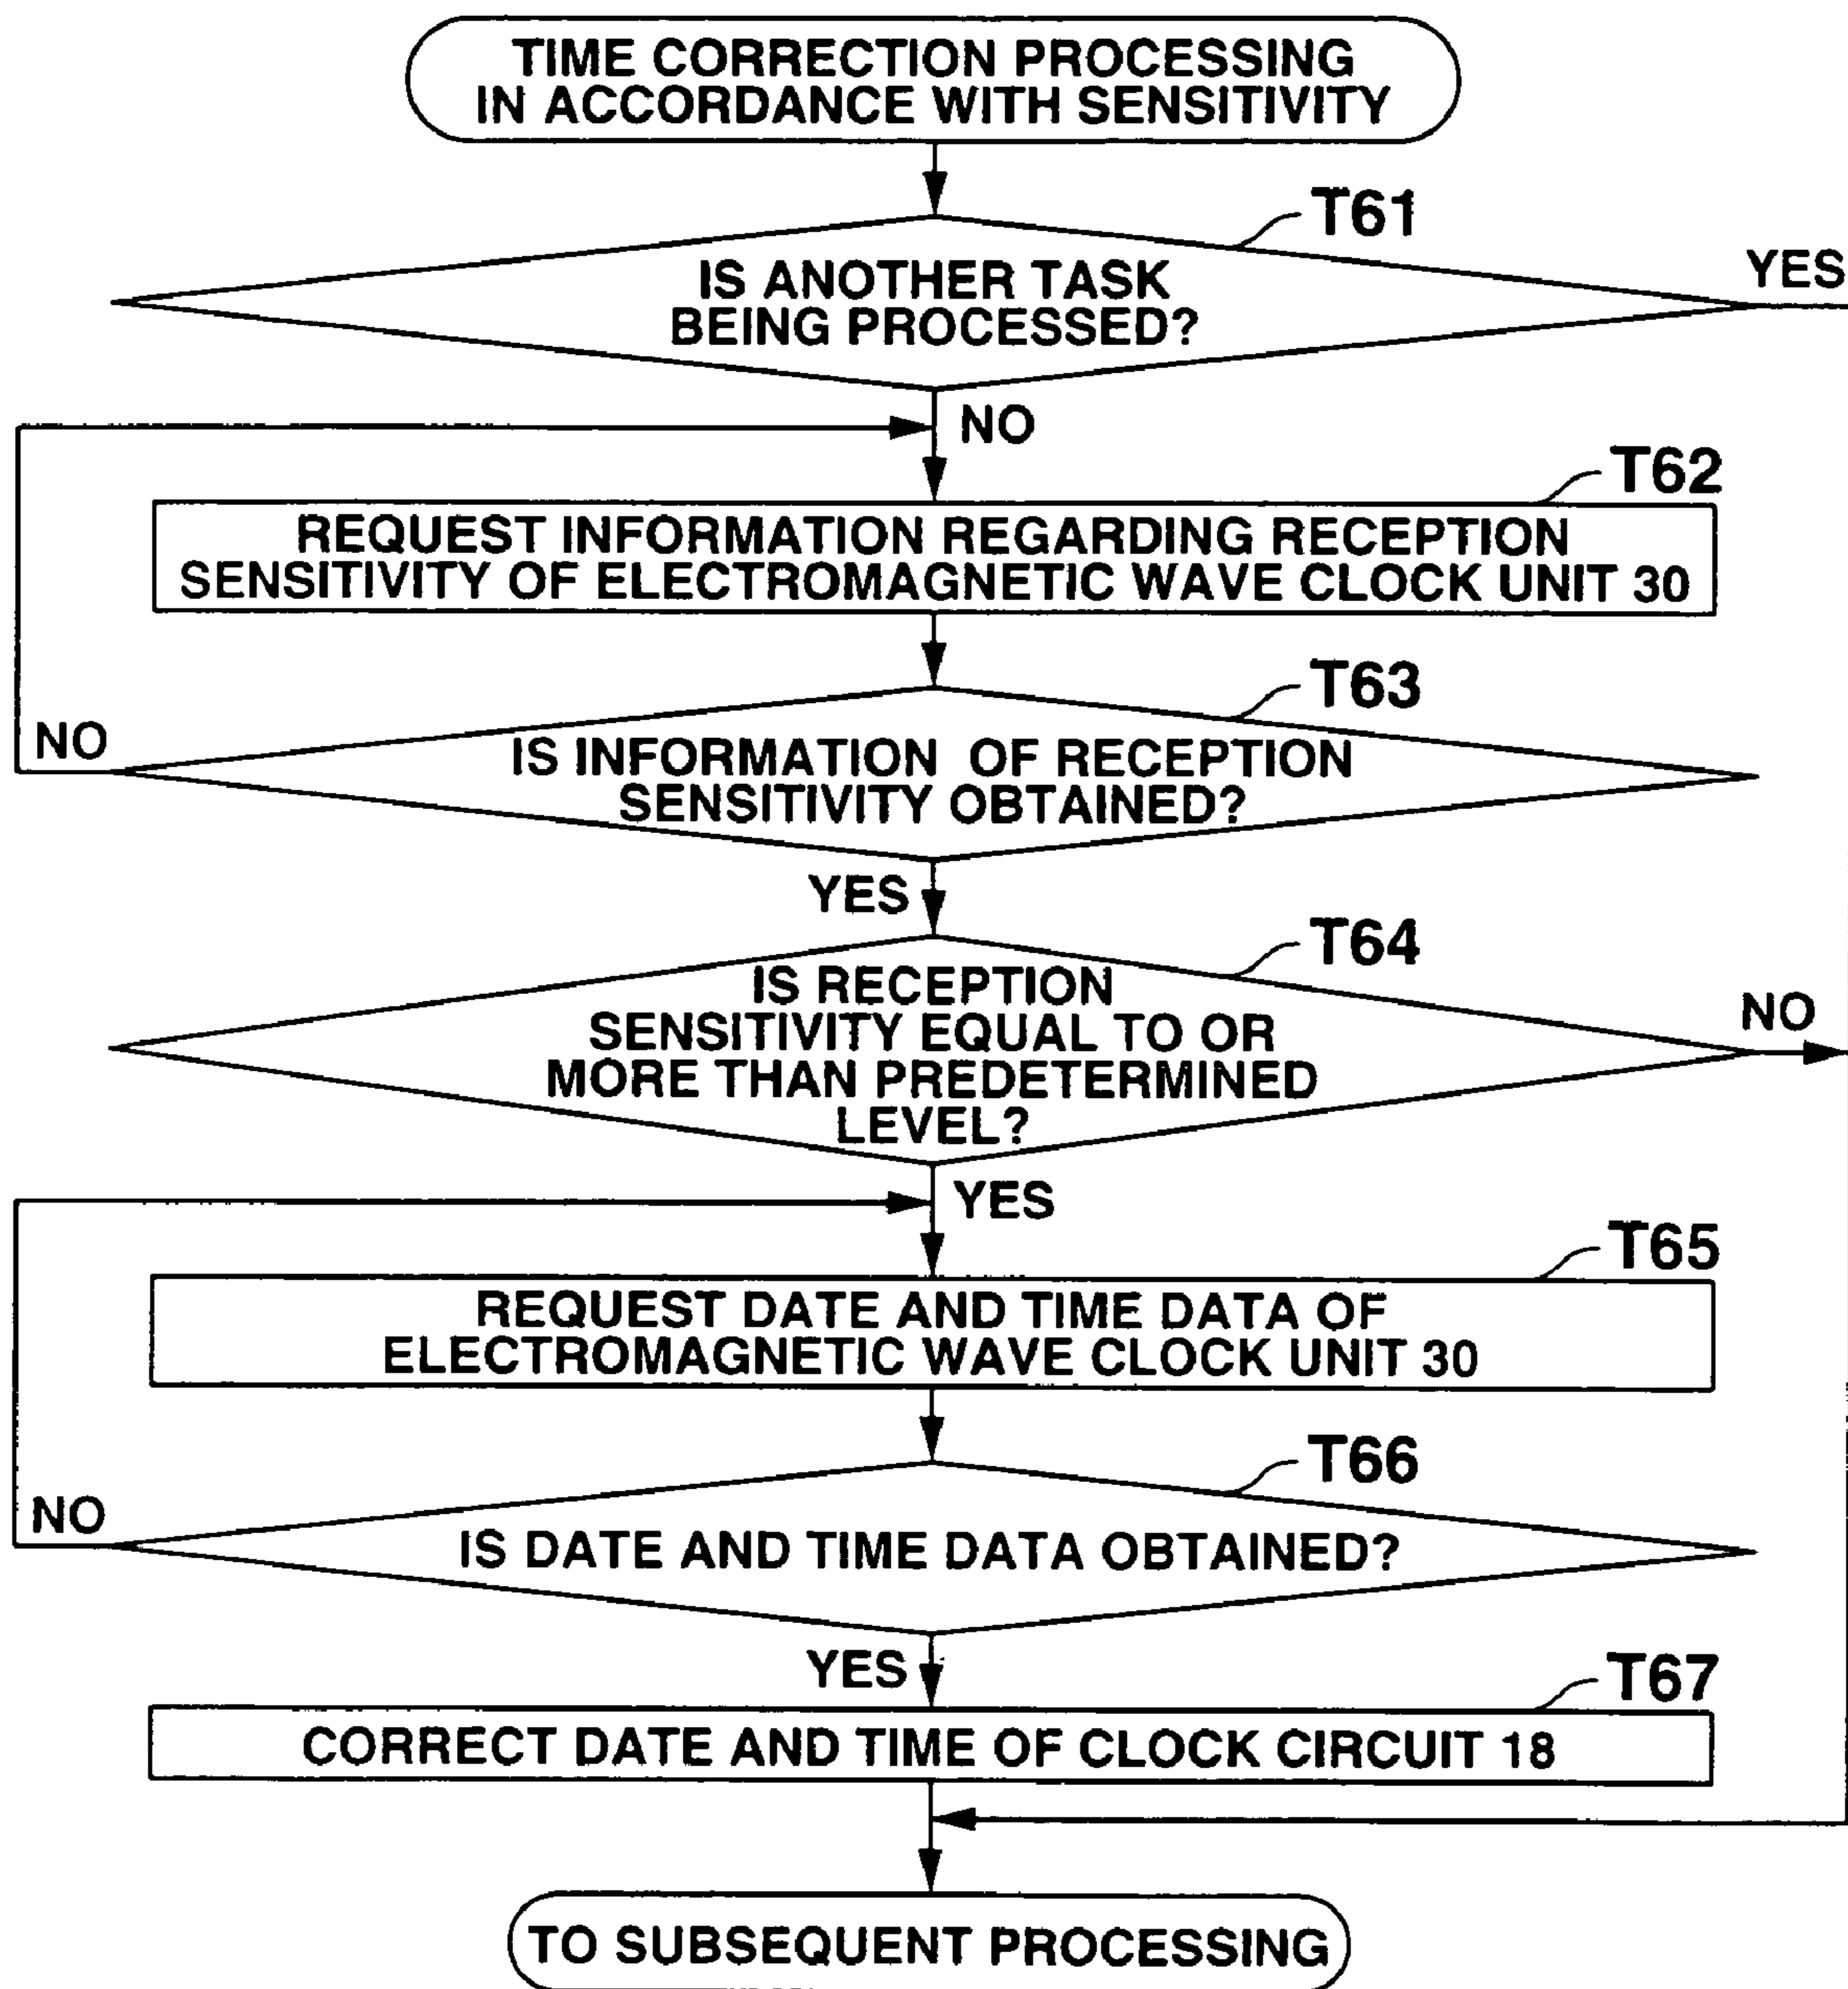 TIME CORRECTION PROCESSING
IN ACCORDANCE WITH SENSITIVITY
T61
IS ANOTHER TASK
BEING PROCESSED?
YES
NO
T62
REQUEST INFORMATION REGARDING RECEPTION
SENSITIVITY OF ELECTROMAGNETIC WAVE CLOCK UNIT 30
T63
NO
IS INFORMATION OF RECEPTION
SENSITIVITY OBTAINED?
YES
T64
IS RECEPTION
SENSITIVITY EQUAL TO OR
MORE THAN PREDETERMINED
LEVEL?
NO
YES
T65
REQUEST DATE AND TIME DATA OF
ELECTROMAGNETIC WAVE CLOCK UNIT 30
T66
NO
IS DATE AND TIME DATA OBTAINED?
YES
T67
CORRECT DATE AND TIME OF CLOCK CIRCUIT 18
TO SUBSEQUENT PROCESSING